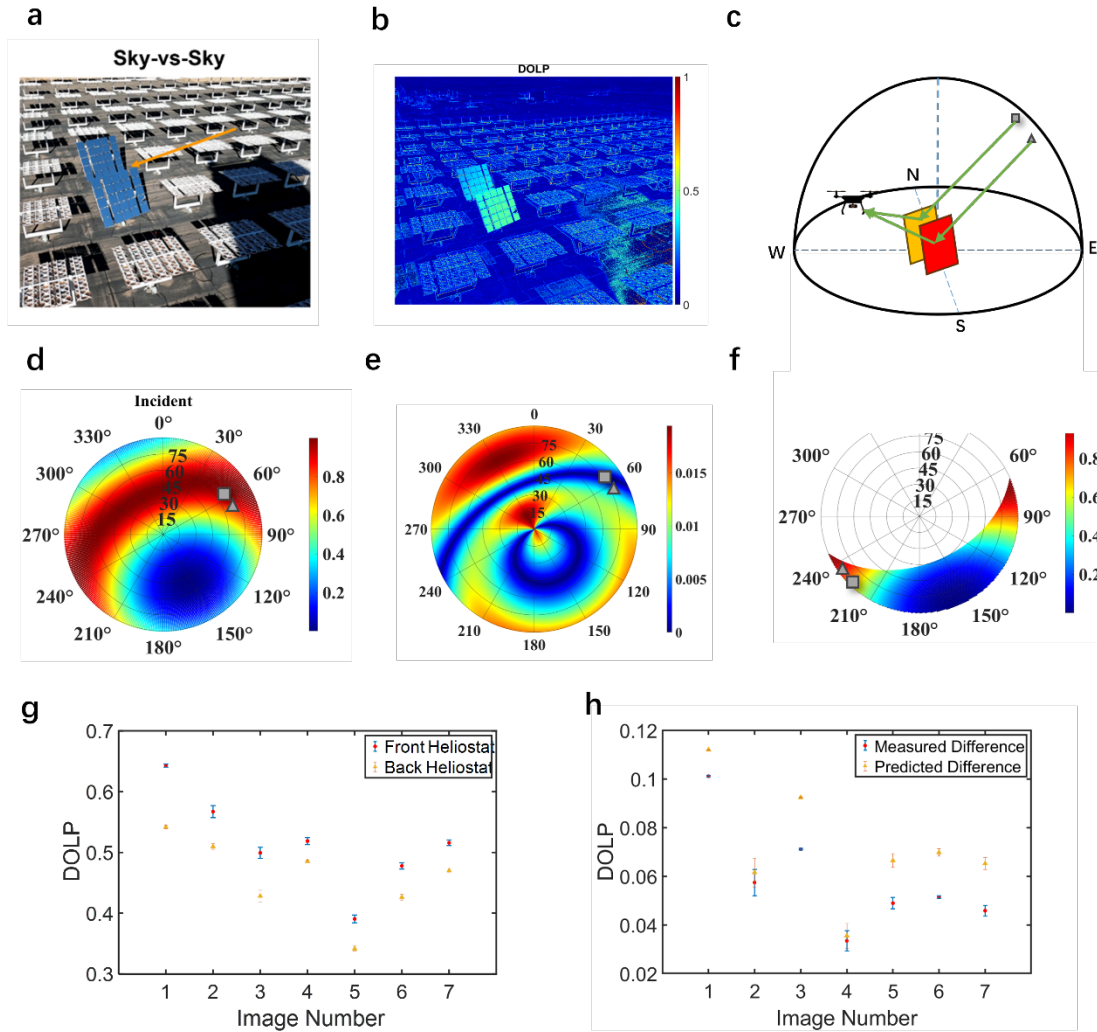 a
b
c
Sky-vs-Sky
DOLP
1
0.5
0
N
W
E
S
d
e
f
Incident
0°
30°
60°
90°
120°
150°
180°
210°
240°
270°
300°
330°
75
60
45
30
15
0.8
0.6
0.4
0.2
0
30
60
90
120
150
180
210
240
270
300
330
75
60
45
30
15
0.015
0.01
0.005
0
300°
270°
240°
210°
180°
150°
120°
90°
60°
75
60
45
30
15
0.8
0.6
0.4
0.2
g
0.7
0.6
0.5
0.4
0.3
DOLP
Front Heliostat
Back Heliostat
1 2 3 4 5 6 7
Image Number
h
0.12
0.1
0.08
0.06
0.04
0.02
DOLP
Measured Difference
Predicted Difference
1 2 3 4 5 6 7
Image Number